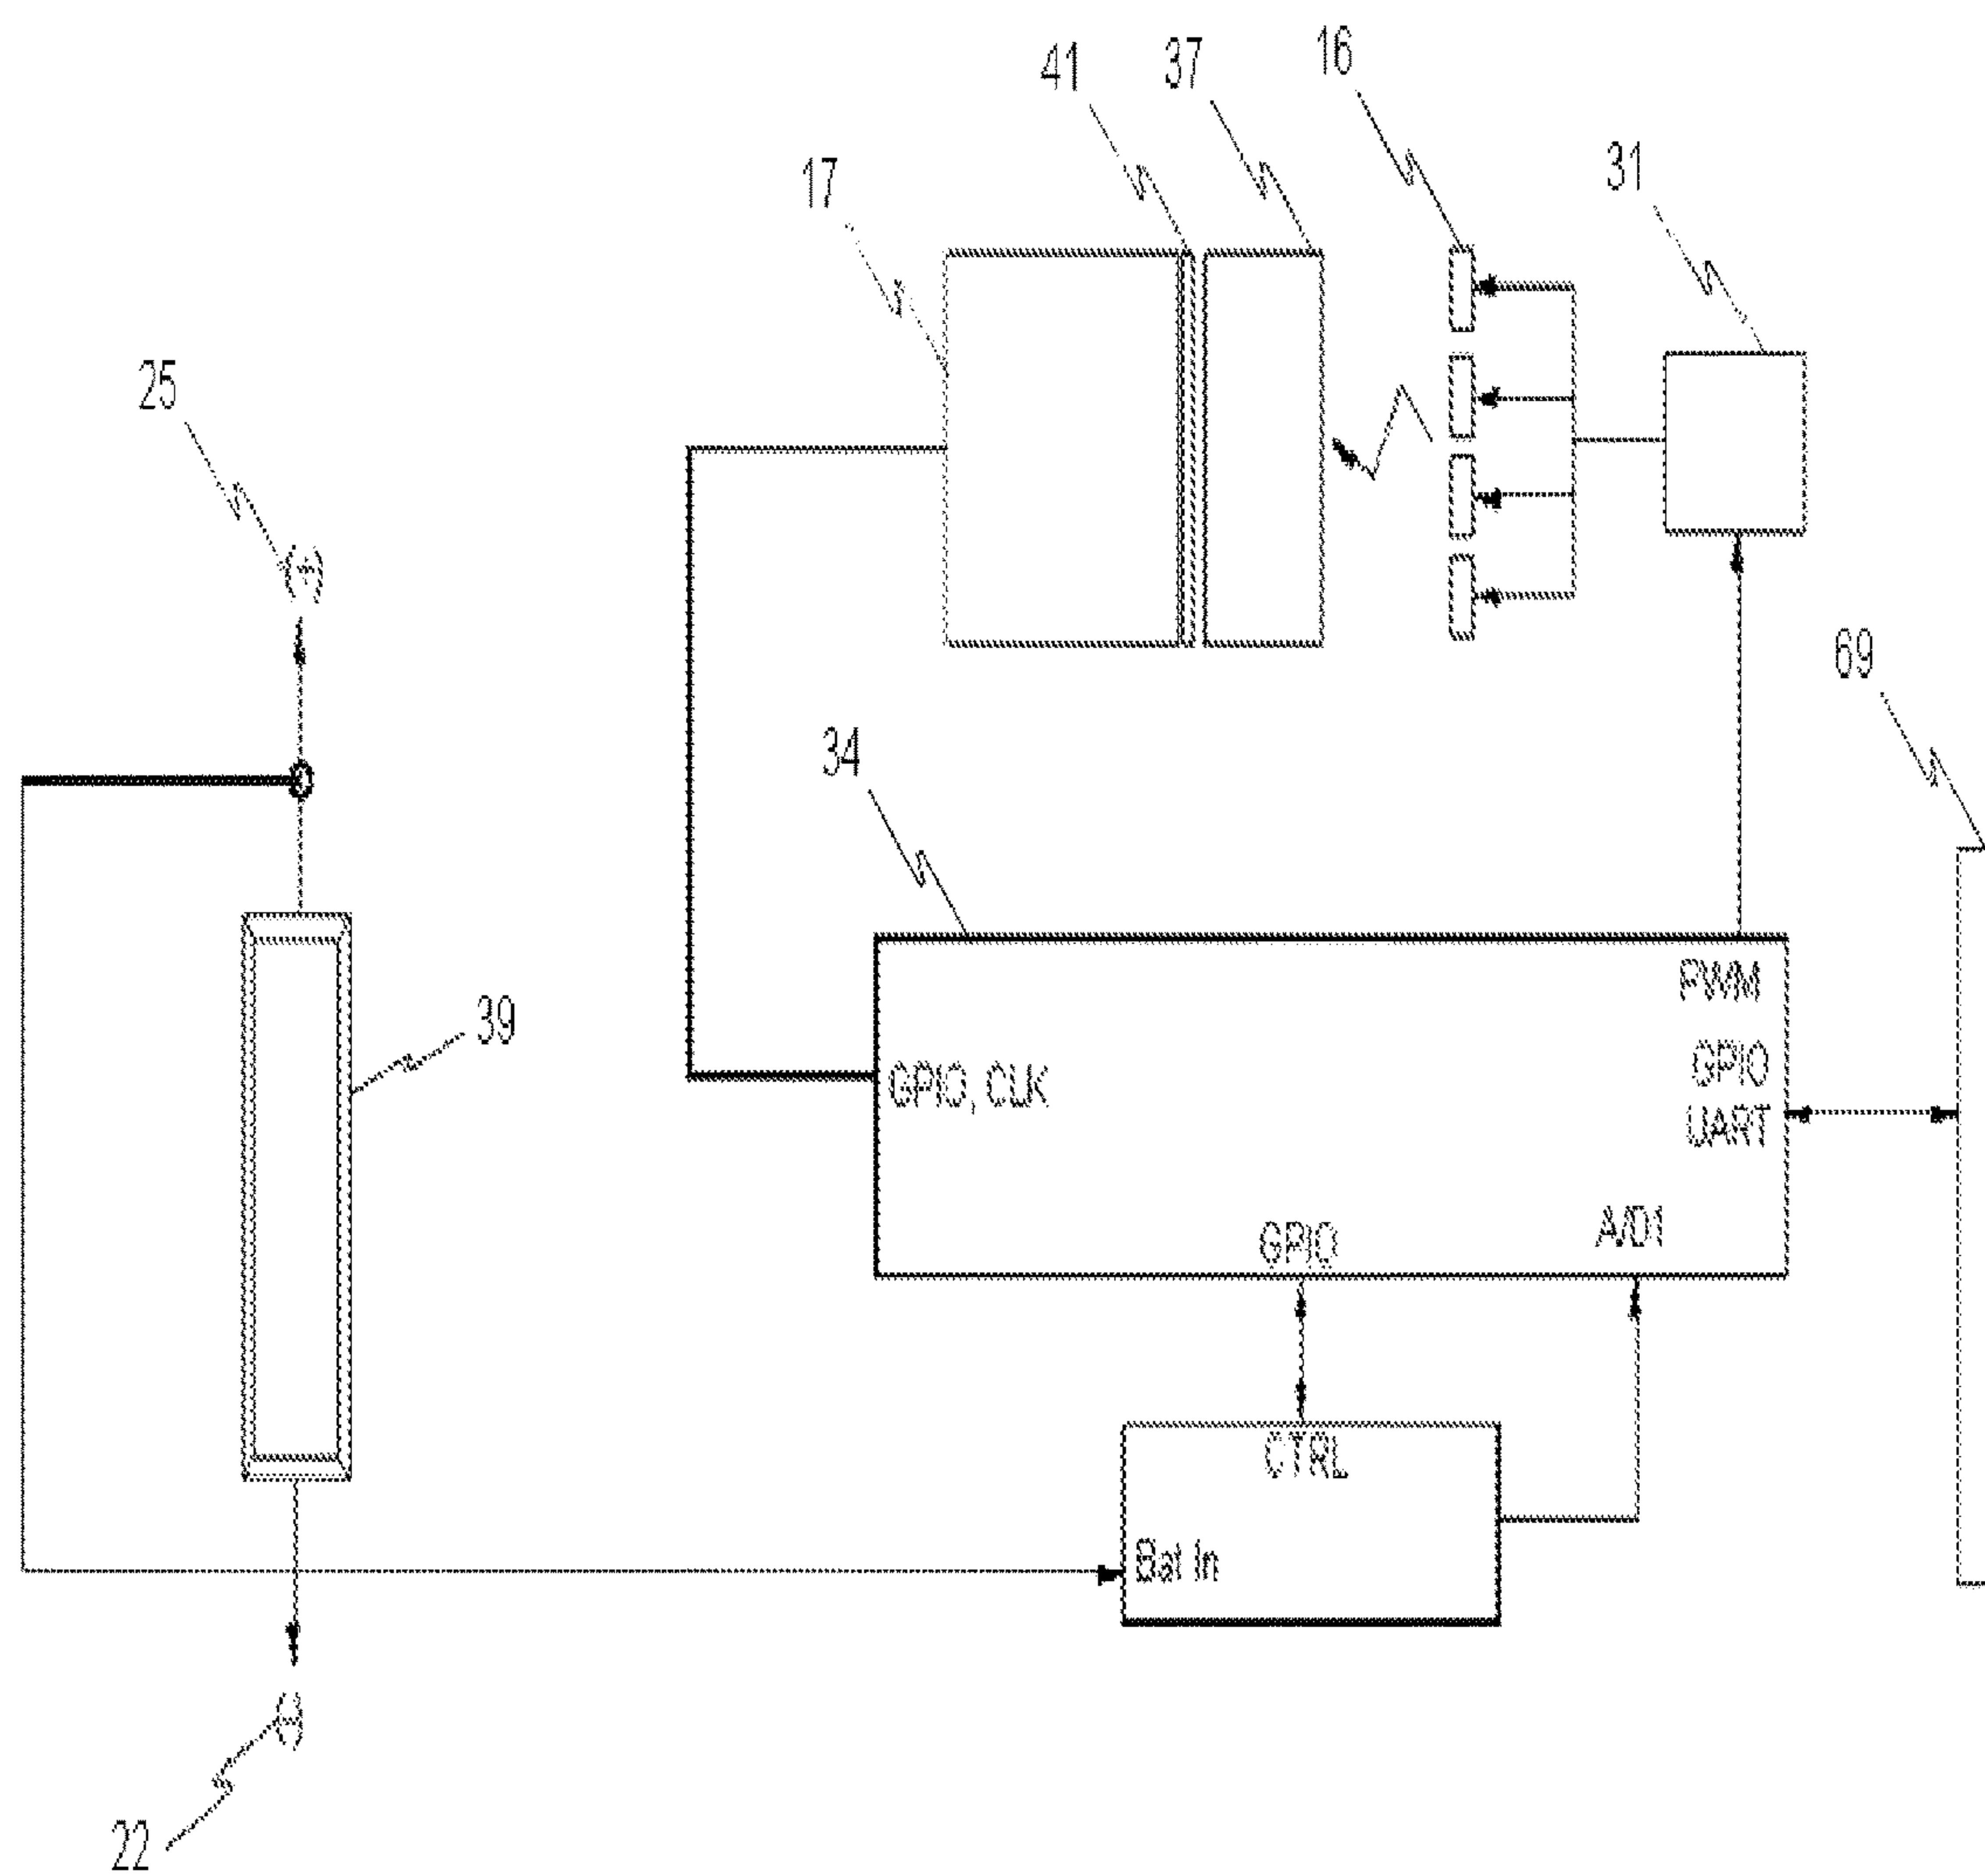 41
37
16
31
17
25
(+)
69
34
39
PWM
GPIO, CLK
GPIO
UART
GPIO
A/D1
CTRL
Bat In
(-)
22